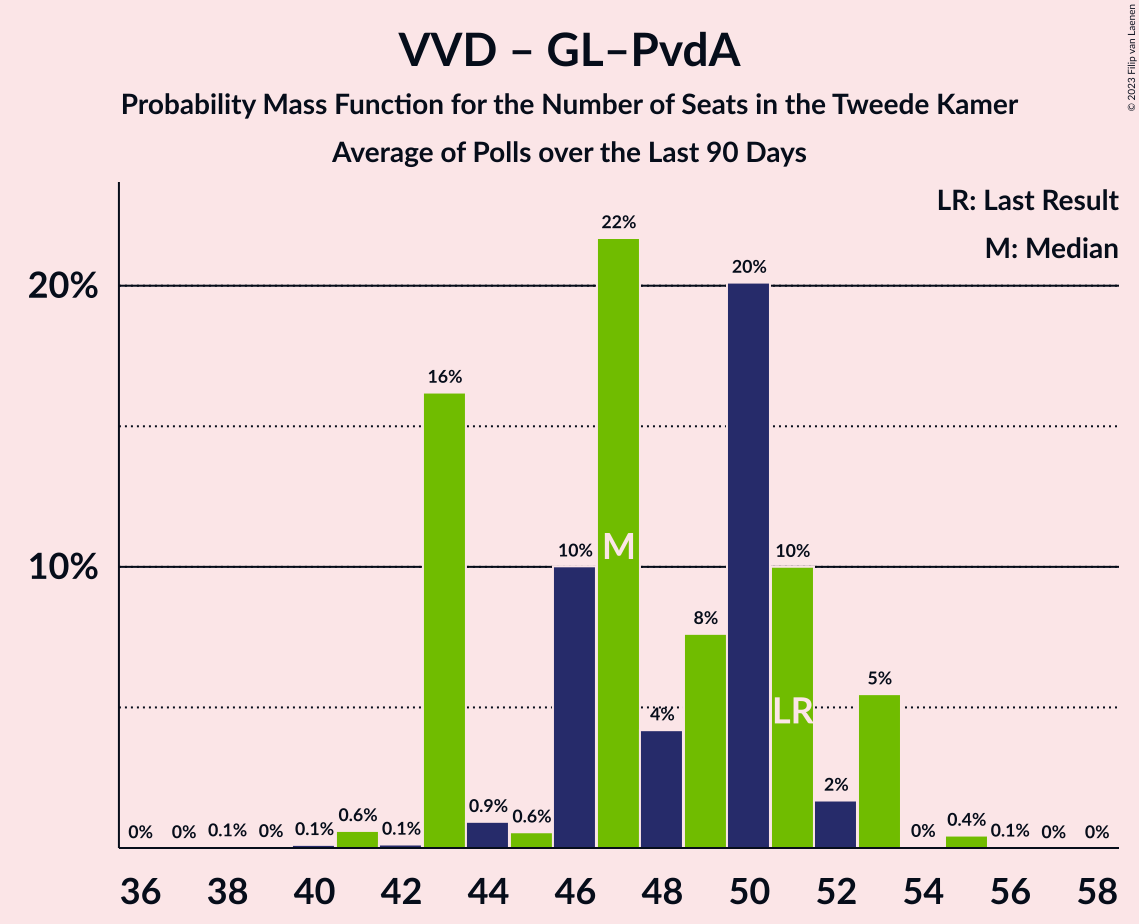 VVD – GL–PvdA
Probability Mass Function for the Number of Seats in the Tweede Kamer
Average of Polls over the Last 90 Days
© 2023 Filip van Laenen
LR: Last Result
M: Median
20%
10%
0%
0%
0.1%
0%
0.1%
0.6%
0.1%
16%
0.9%
0.6%
10%
22%
4%
8%
20%
10%
2%
5%
0%
0.4%
0.1%
0%
0%
M
LR
36 38 40 42 44 46 48 50 52 54 56 58